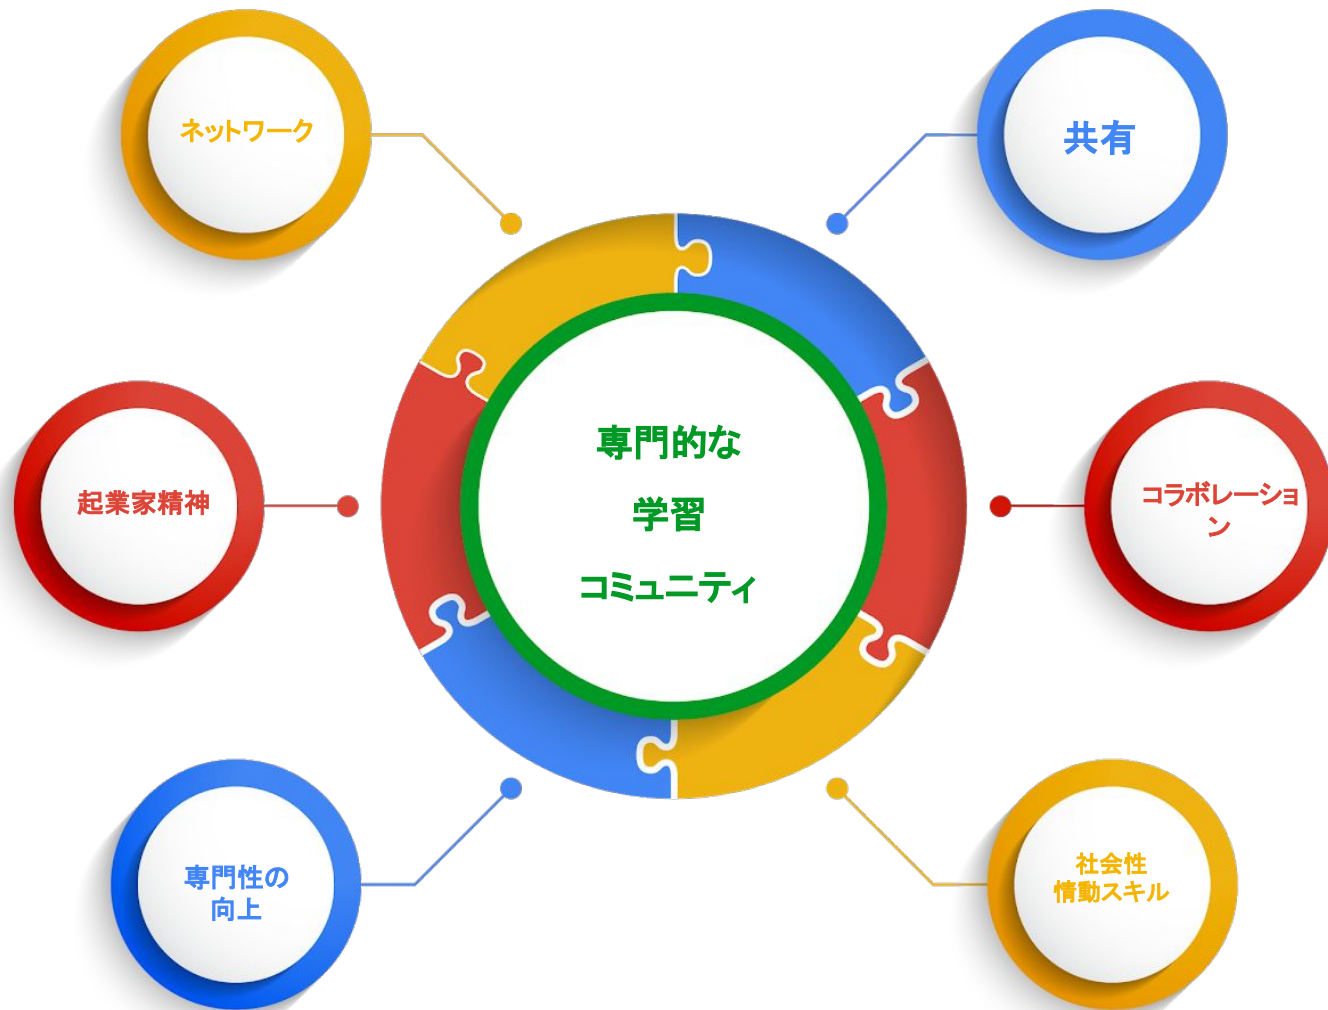 ネットワーク
共有
専門的な
学習
コミュニティ
起業家精神
コラボレーショ
ン
専門性の
向上
社会性
情動スキル